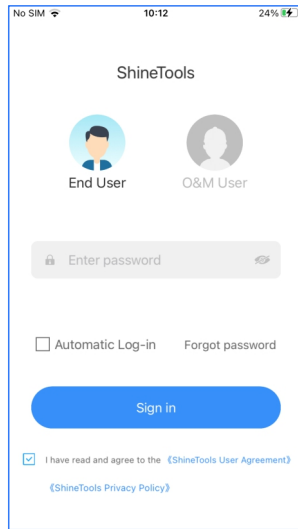 No SIM 10:12 24%
ShineTools
End User O&M User
Enter password
Automatic Log-in Forgot password
Sign in
I have read and agree to the 《ShineTools User Agreement》
《ShineTools Privacy Policy》